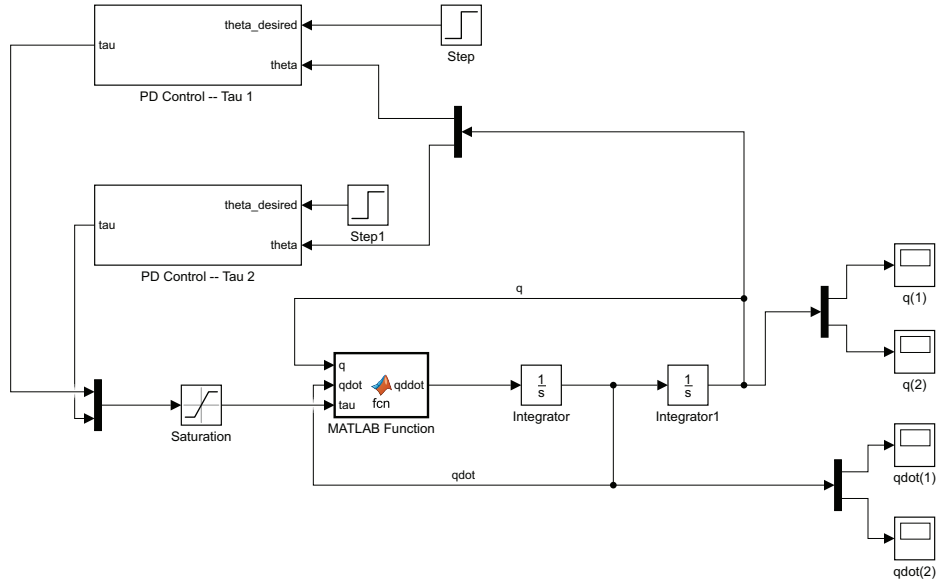 theta_desired
tau
theta
PD Control -- Tau 1
Step
theta_desired
tau
theta
PD Control -- Tau 2
Step1
q(1)
q
q
qdot
qddot
tau
fcn
MATLAB Function
1
s
Integrator
1
s
Integrator1
q(2)
Saturation
qdot
qdot(1)
qdot(2)